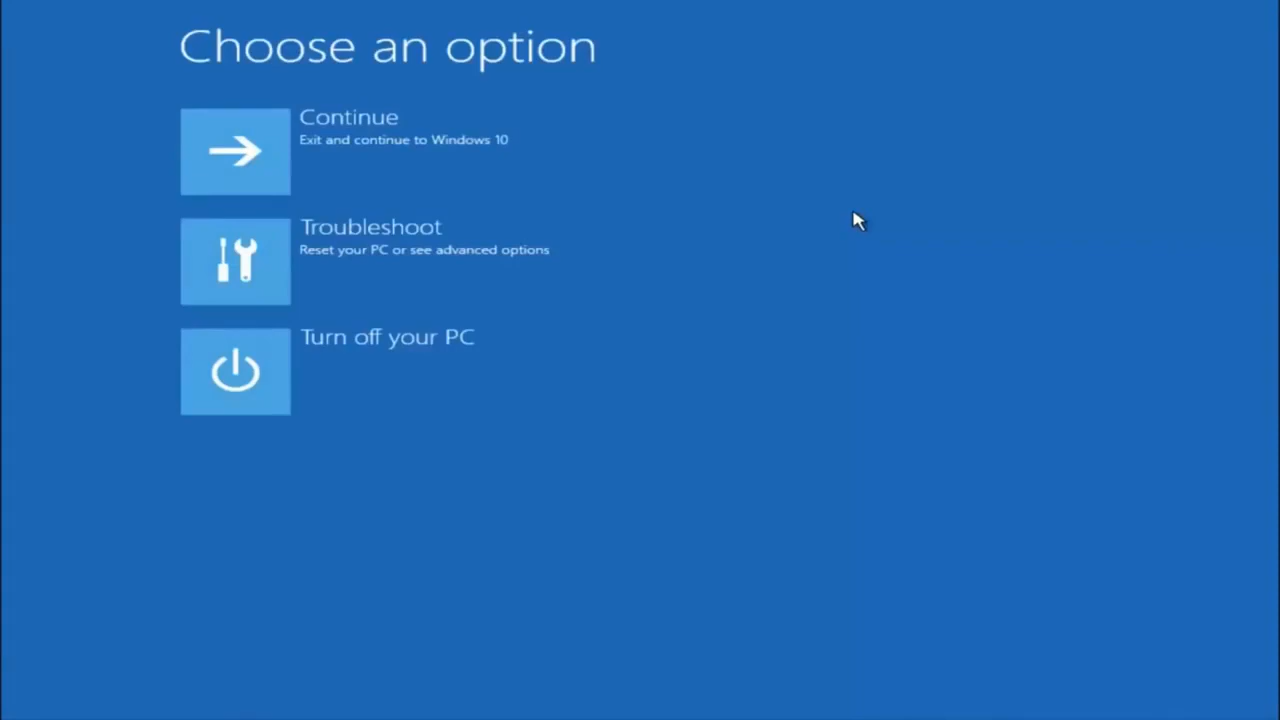 Choose an option
Continue
Exit and continue to Windows 10
Troubleshoot
Reset your PC or see advanced options
Turn off your PC